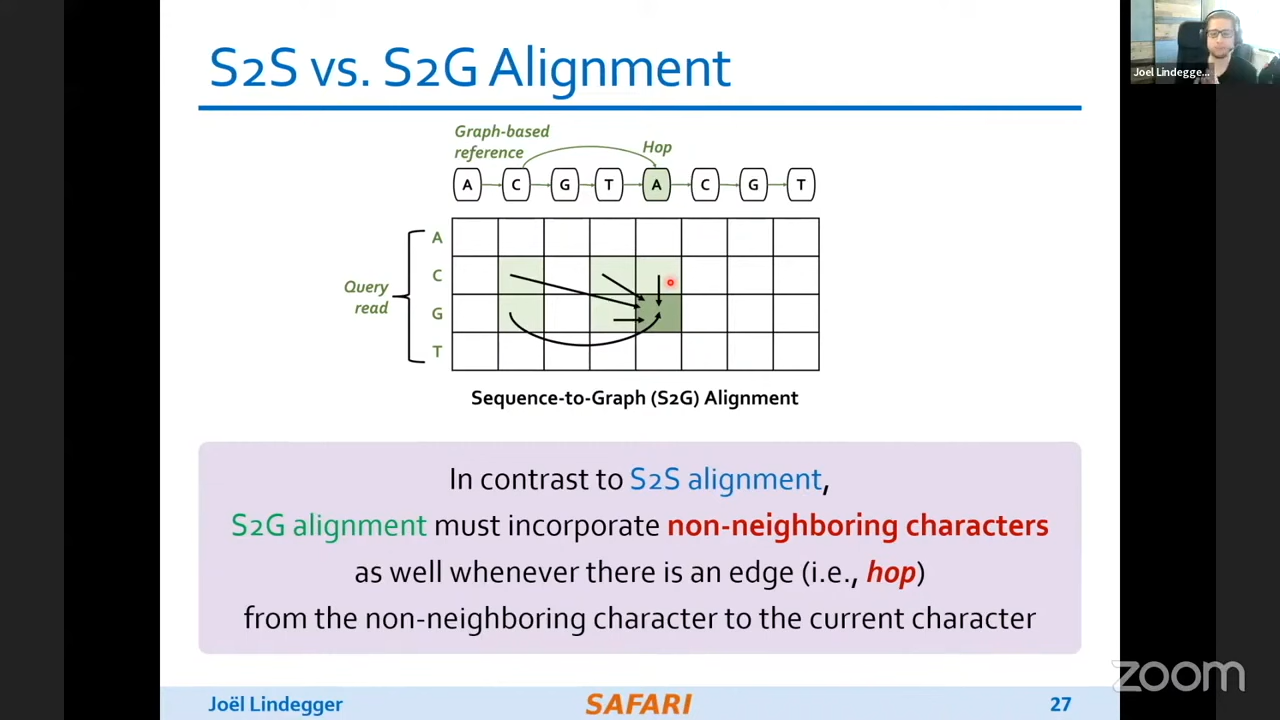 S2S vs. S2G Alignment
Joel Lindegge...
Graph-based
reference
Hop
A C G T A C G T
A
C
G
T
Query
read
Sequence-to-Graph (S2G) Alignment
In contrast to S2S alignment,
S2G alignment must incorporate non-neighboring characters
as well whenever there is an edge (i.e., hop)
from the non-neighboring character to the current character
zoom
Joël Lindegger
SAFARI
27